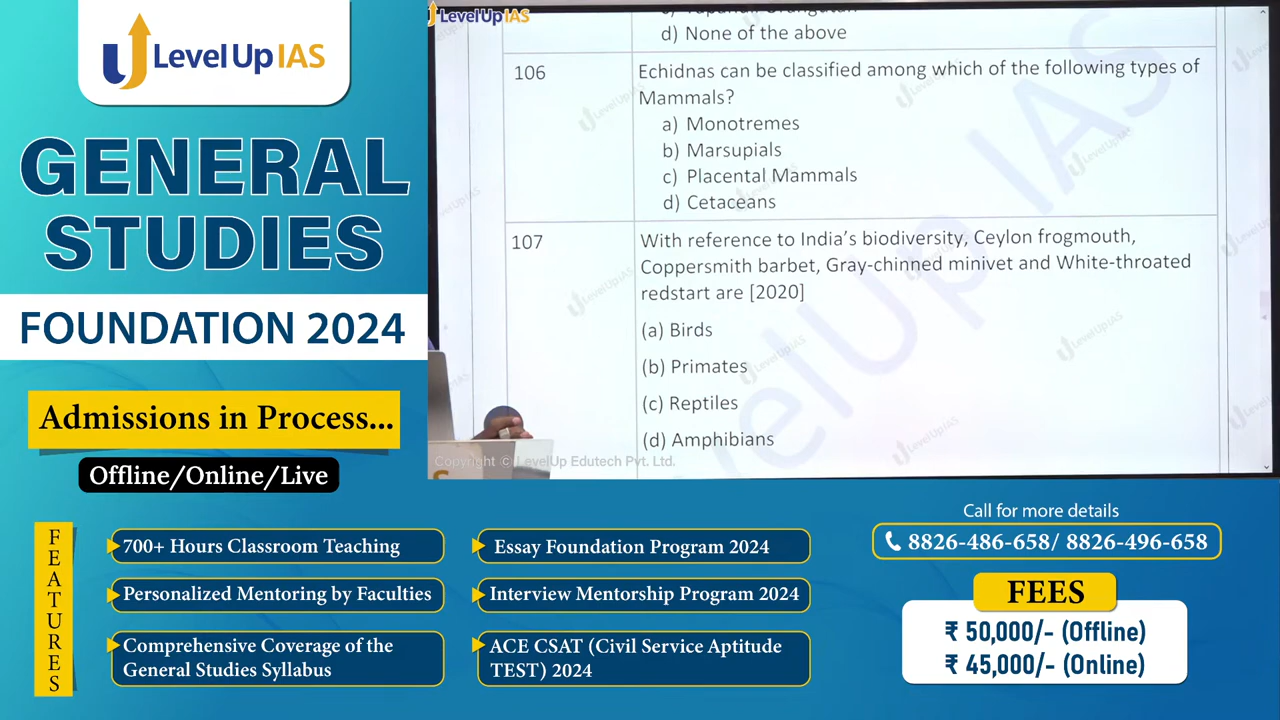 Level Up IAS
GENERAL
STUDIES
FOUNDATION 2024
Admissions in Process...
Offline/Online/Live
Level Up IAS
d) None of the above
106
Echidnas can be classified among which of the following types of
Mammals?
a) Monotremes
b) Marsupials
c) Placental Mammals
d) Cetaceans
107
With reference to India's biodiversity, Ceylon frogmouth,
Coppersmith barbet, Gray-chinned minivet and White-throated
redstart are [2020]
(a) Birds
(b) Primates
(c) Reptiles
(d) Amphibians
Copyright © LevelUp Edutech Pvt. Ltd.
FEATURES
700+ Hours Classroom Teaching
Personalized Mentoring by Faculties
Comprehensive Coverage of the
General Studies Syllabus
Essay Foundation Program 2024
Interview Mentorship Program 2024
ACE CSAT (Civil Service Aptitude
TEST) 2024
Call for more details
8826-486-658/ 8826-496-658
FEES
₹ 50,000/- (Offline)
₹ 45,000/- (Online)